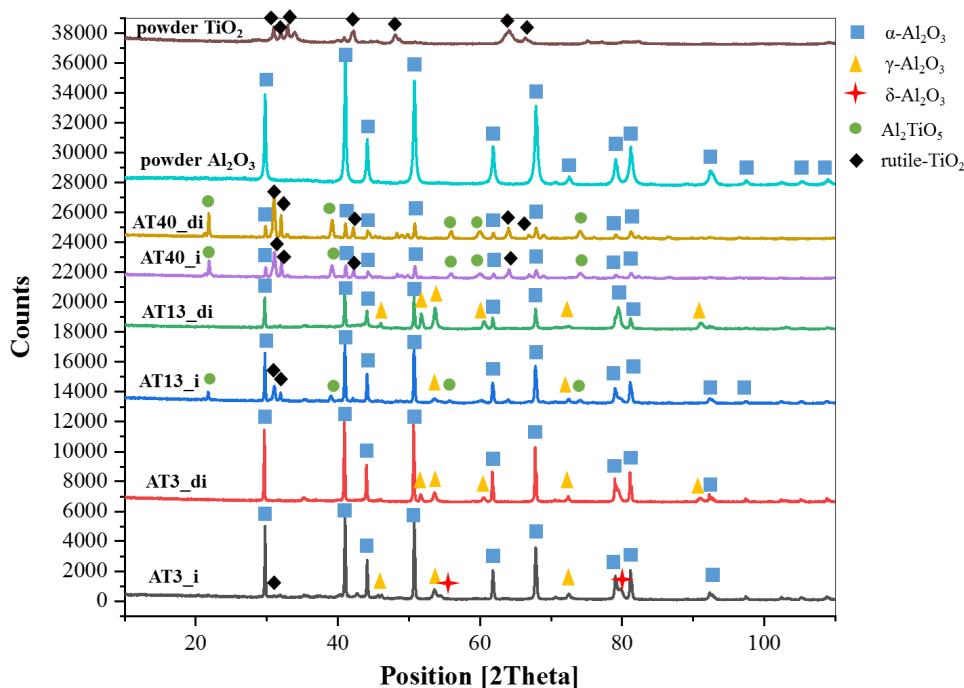 powder TiO₂
powder Al₂O₃
AT40_di
AT40_i
AT13_di
AT13_i
AT3_di
AT3_i
38000
36000
34000
32000
30000
28000
26000
24000
22000
20000
18000
16000
14000
12000
10000
8000
6000
4000
2000
0
Counts
20
40
60
80
100
Position [2Theta]
α-Al₂O₃
γ-Al₂O₃
δ-Al₂O₃
Al₂TiO₅
rutile-TiO₂